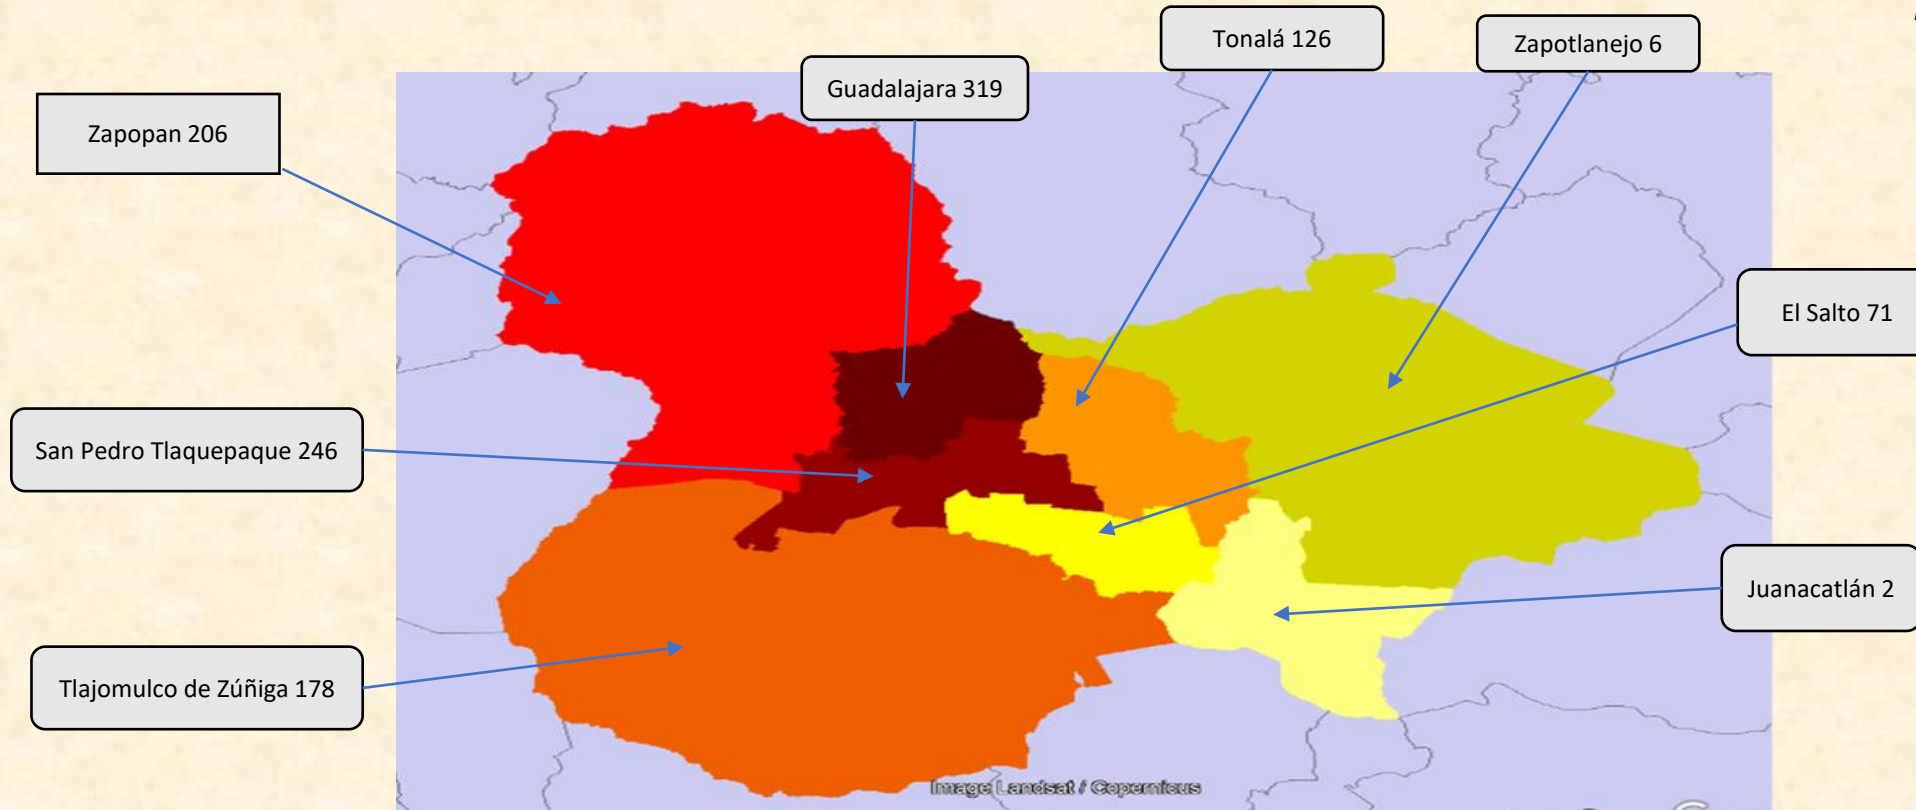 Tonalá 126
Zapotlanejo 6
Guadalajara 319
Zapopan 206
El Salto 71
San Pedro Tlaquepaque 246
Juanacatlán 2
Tlajomulco de Zúñiga 178
Image Landsat / Copernicus